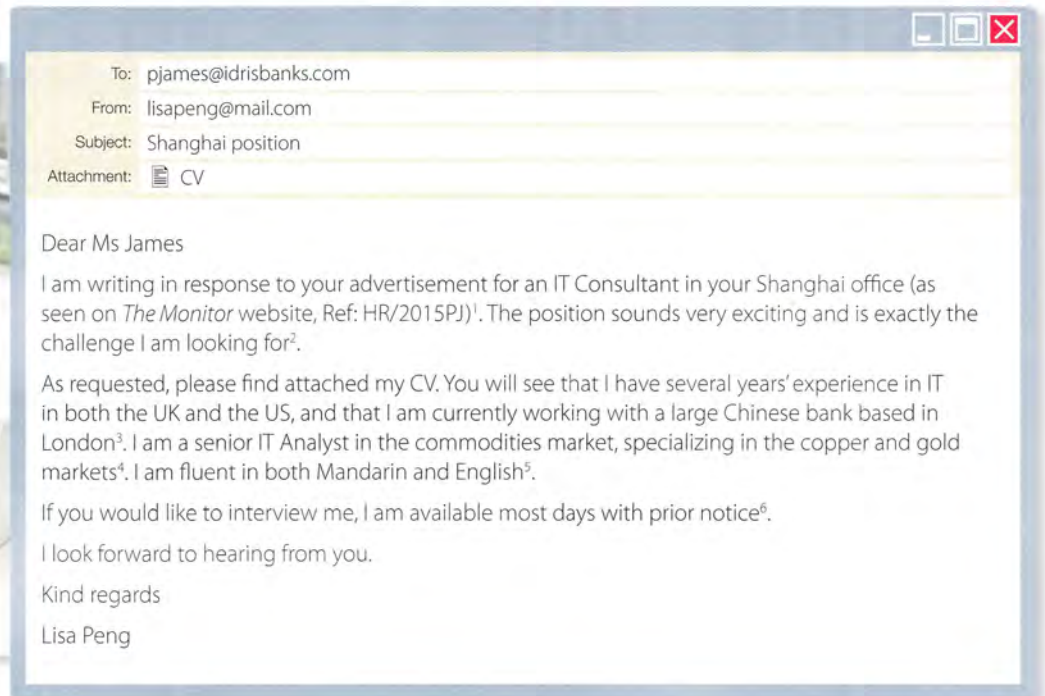 To: pjames@idrisbanks.com
From: lisapeng@mail.com
Subject: Shanghai position
Attachment: CV
Dear Ms James
I am writing in response to your advertisement for an IT Consultant in your Shanghai office (as
seen on The Monitor website, Ref: HR/2015PJ)¹. The position sounds very exciting and is exactly the
challenge I am looking for².
As requested, please find attached my CV. You will see that I have several years' experience in IT
in both the UK and the US, and that I am currently working with a large Chinese bank based in
London³. I am a senior IT Analyst in the commodities market, specializing in the copper and gold
markets⁴. I am fluent in both Mandarin and English⁵.
If you would like to interview me, I am available most days with prior notice⁶.
I look forward to hearing from you.
Kind regards
Lisa Peng